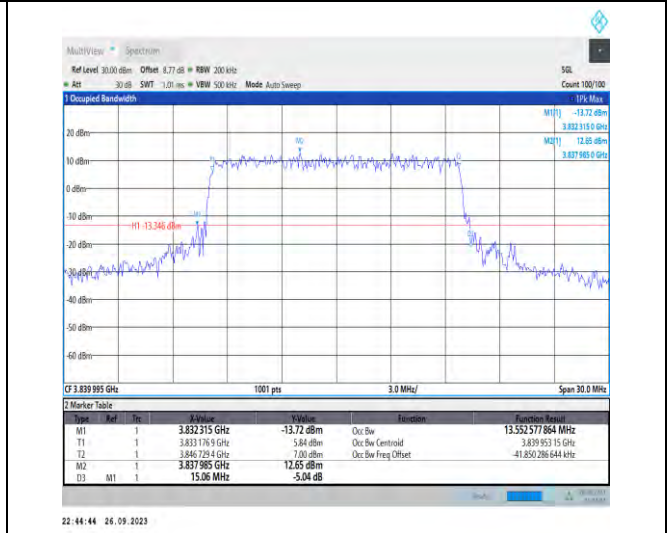 MultiView Spectrum
Ref Level 30.00 dBm Offset 8.77 dB RBW 200 kHz SGL
Att 30 dB SWT 1.01 ms VBW 500 kHz Mode Auto Sweep Count 100/100
1 Occupied Bandwidth 1Pk Max
M1[1] -13.72 dBm
3.832 315 0 GHz
20 dBm
M2[1] 12.65 dBm
M2
3.837 985 0 GHz
10 dBm
0 dBm
-10 dBm
M1
H1 -13.346 dBm
-20 dBm
-30 dBm
-40 dBm
-50 dBm
-60 dBm
CF 3.839 995 GHz 1001 pts 3.0 MHz/ Span 30.0 MHz
2 Marker Table
Type Ref Trc X-Value Y-Value Function Function Result
M1 1 3.832 315 GHz -13.72 dBm Occ Bw 13.552 577 864 MHz
T1 1 3.833 176 9 GHz 5.84 dBm Occ Bw Centroid 3.839 953 15 GHz
T2 1 3.846 729 4 GHz 7.00 dBm Occ Bw Freq Offset -41.850 286 644 kHz
M2 1 3.837 985 GHz 12.65 dBm
D3 M1 1 15.06 MHz -5.04 dB
22:44:44 26.09.2023